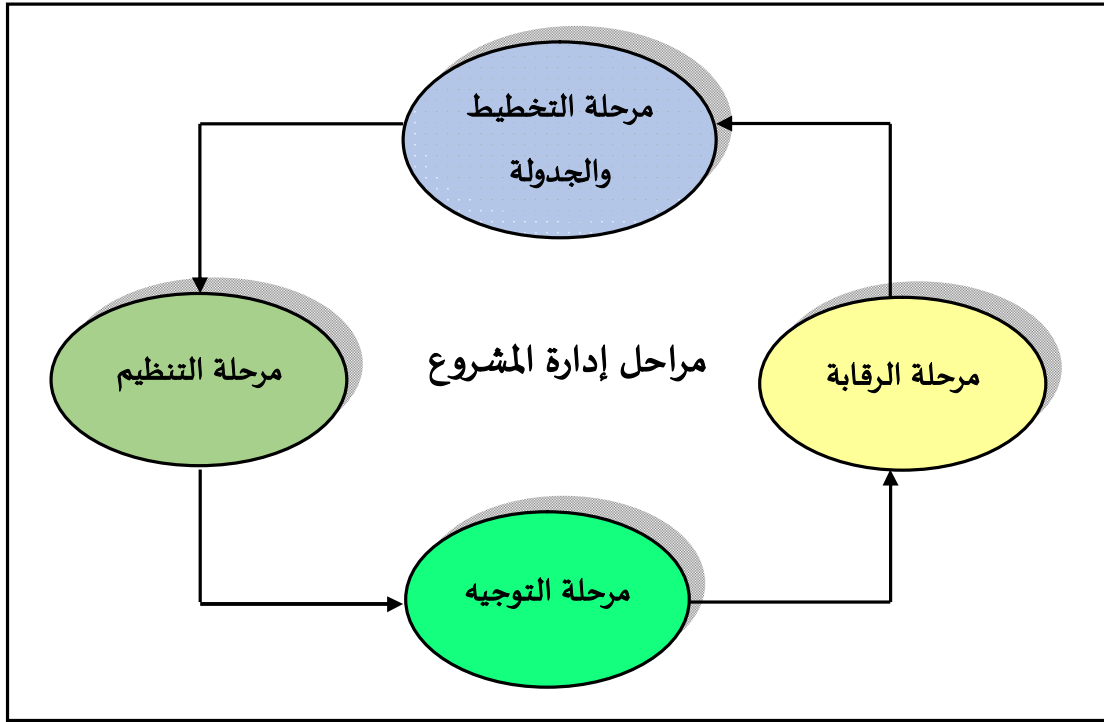 مرحلة التخطيط
والجدولة
مرحلة التنظيم
مراحل إدارة المشروع
مرحلة الرقابة
مرحلة التوجيه